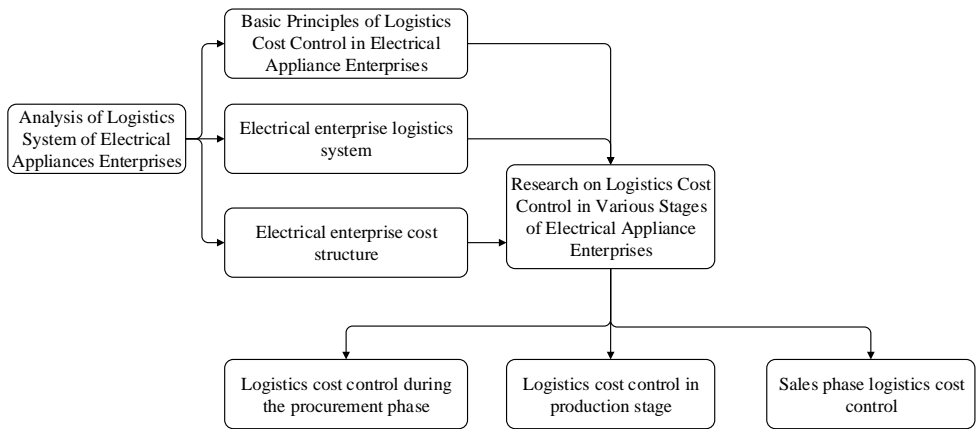 Basic Principles of Logistics
Cost Control in Electrical
Appliance Enterprises
Analysis of Logistics
System of Electrical
Appliances Enterprises
Electrical enterprise logistics
system
Research on Logistics Cost
Control in Various Stages
of Electrical Appliance
Enterprises
Electrical enterprise cost
structure
Logistics cost control during
the procurement phase
Logistics cost control in
production stage
Sales phase logistics cost
control